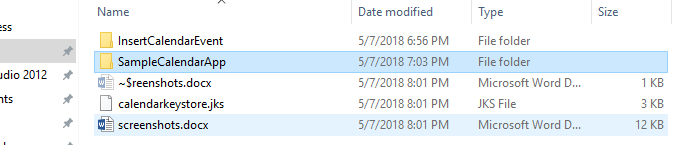 Name Date modified Type Size
ess
InsertCalendarEvent 5/7/2018 6:56 PM File folder
SampleCalendarApp 5/7/2018 7:03 PM File folder
udio 2012
~$reenshots.docx 5/7/2018 8:01 PM Microsoft Word D... 1 KB
nts
calendarkeystore.jks 5/7/2018 8:01 PM JKS File 3 KB
screenshots.docx 5/7/2018 8:01 PM Microsoft Word D... 12 KB
s